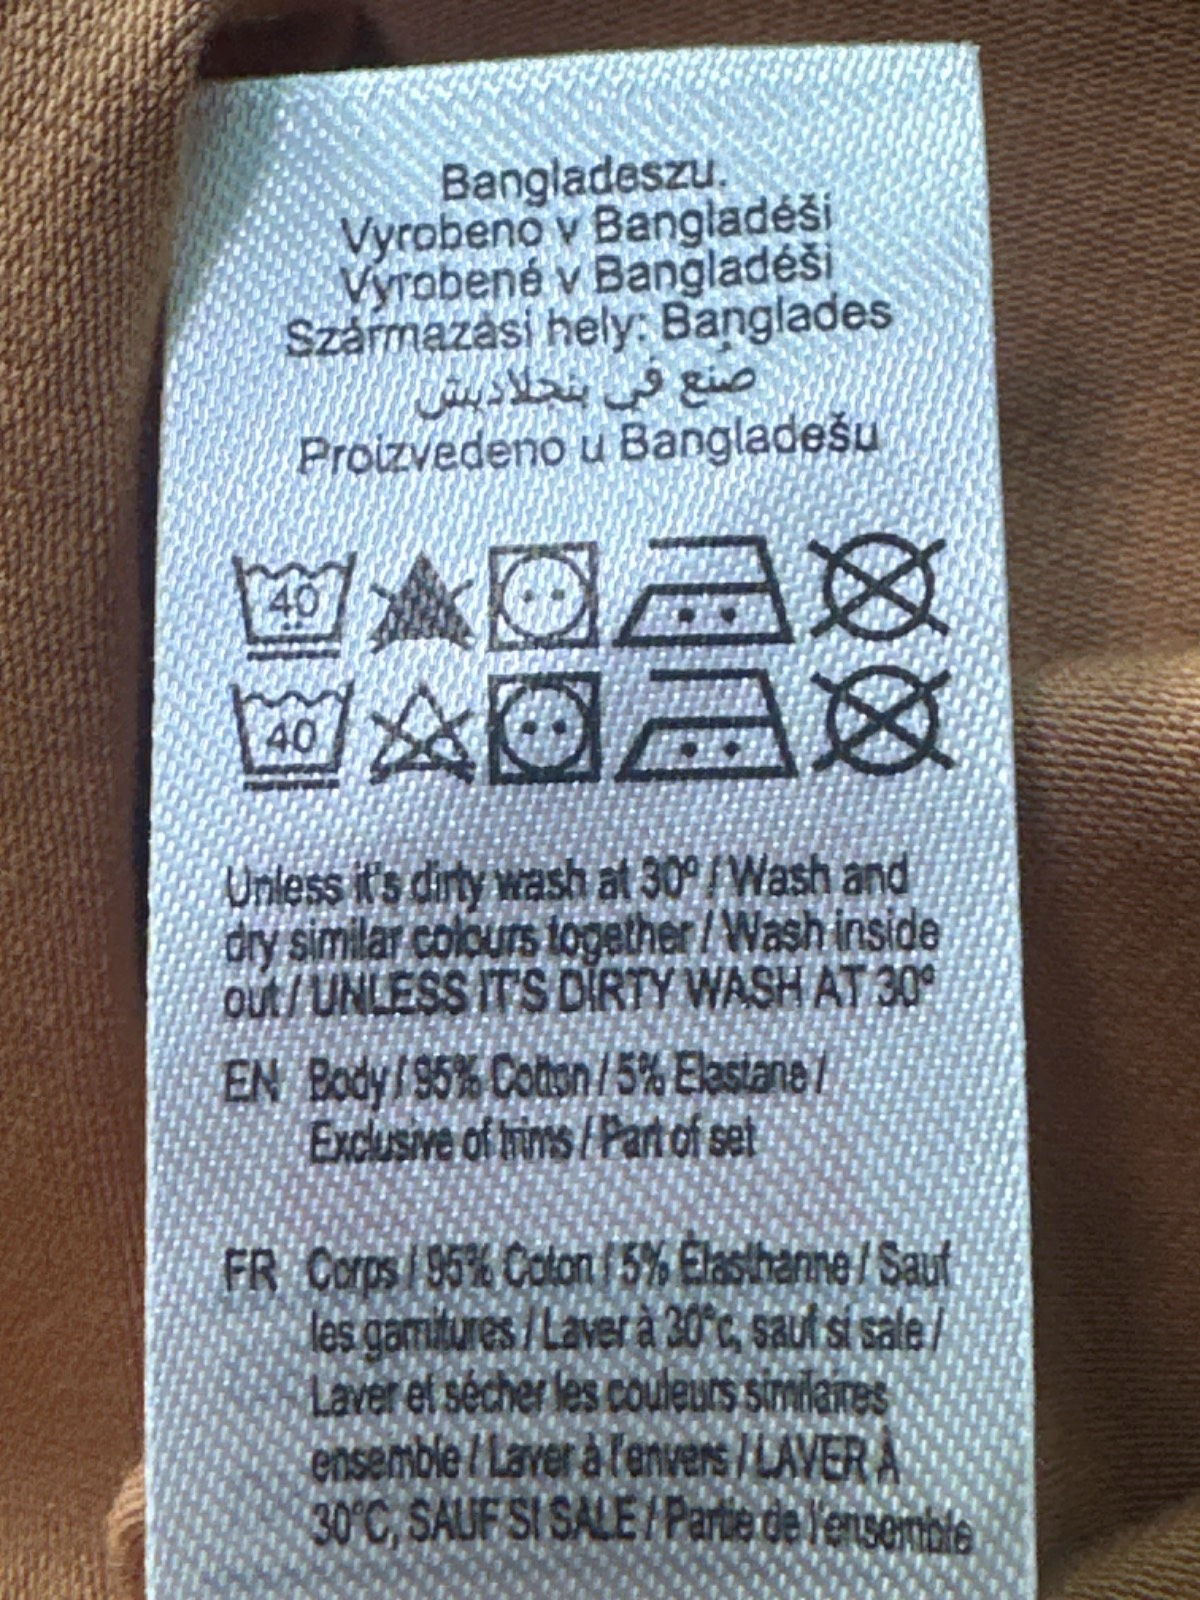 Bangladeszu.
Vyrobeno v Bangladéši
Vyrobené v Bangladéši
Származási hely: Banglades
صنع في بنجلاديش
Proizvedeno u Bangladešu
40
40
Unless it's dirty wash at 30° / Wash and
dry similar colours together / Wash inside
out / UNLESS IT'S DIRTY WASH AT 30°
EN Body / 95% Cotton / 5% Elastane /
Exclusive of trims / Part of set
FR Corps / 95% Coton / 5% Élasthanne / Sauf
les garnitures / Laver à 30°c, sauf si sale /
Laver et sécher les couleurs similaires
ensemble / Laver à l'envers / LAVER À
30°C, SAUF SI SALE / Partie de l'ensemble